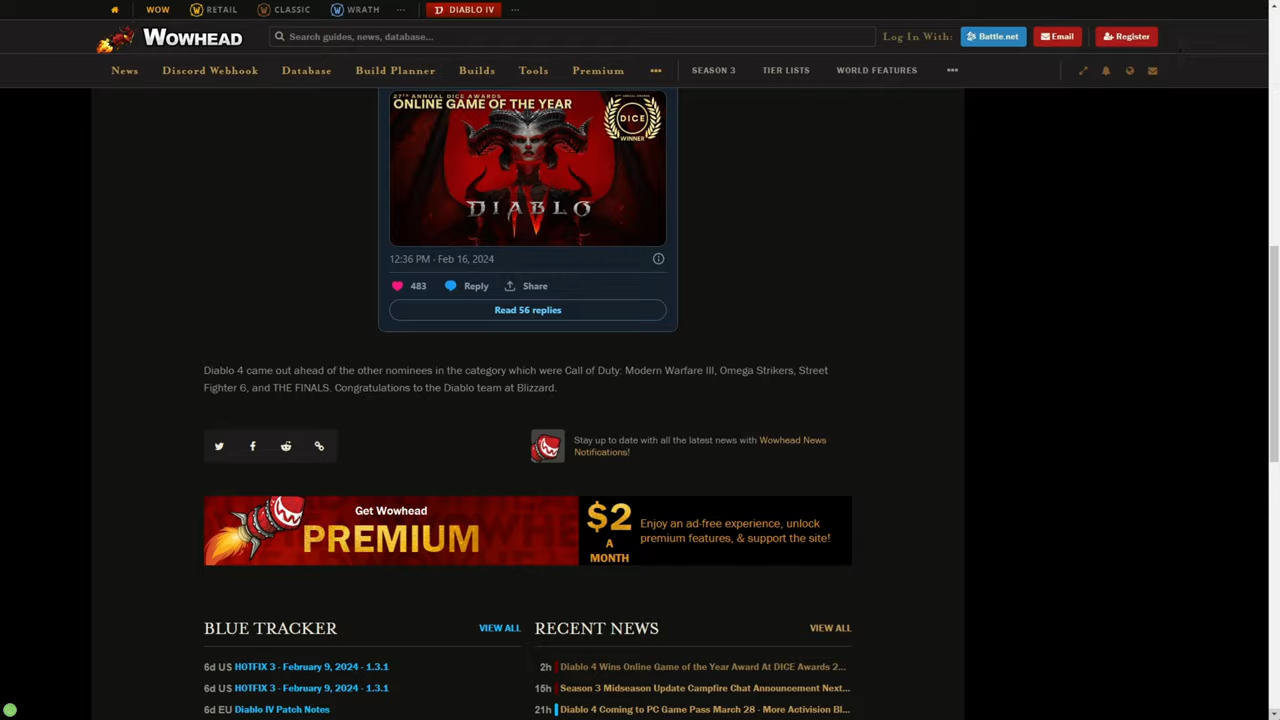 WOW RETAIL CLASSIC WRATH ... DIABLO IV ...
WOWHEAD Search guides, news, database... Log In With: Battle.net Email Register
News Discord Webhook Database Build Planner Builds Tools Premium ... SEASON 3 TIER LISTS WORLD FEATURES ...
27TH ANNUAL DICE AWARDS
ONLINE GAME OF THE YEAR
DICE
WINNER
DIABLO
IV
12:36 PM · Feb 16, 2024
483 Reply Share
Read 56 replies
Diablo 4 came out ahead of the other nominees in the category which were Call of Duty: Modern Warfare III, Omega Strikers, Street
Fighter 6, and THE FINALS. Congratulations to the Diablo team at Blizzard.
Stay up to date with all the latest news with Wowhead News
Notifications!
Get Wowhead
PREMIUM
$2
A
MONTH
Enjoy an ad-free experience, unlock
premium features, & support the site!
BLUE TRACKER VIEW ALL
6d US HOTFIX 3 - February 9, 2024 - 1.3.1
6d US HOTFIX 3 - February 9, 2024 - 1.3.1
6d EU Diablo IV Patch Notes
RECENT NEWS VIEW ALL
2h Diablo 4 Wins Online Game of the Year Award At DICE Awards 2...
15h Season 3 Midseason Update Campfire Chat Announcement Next...
21h Diablo 4 Coming to PC Game Pass March 28 - More Activision Bl...